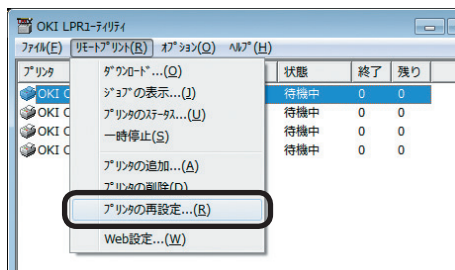 OKI LPRﾕｰﾃｨﾘﾃｨ
ﾌｧｲﾙ(F) ﾘﾓｰﾄﾌﾟﾘﾝﾄ(R) ｵﾌﾟｼｮﾝ(O) ﾍﾙﾌﾟ(H)
ﾌﾟﾘﾝﾀ 状態 終了 残り
OKI C 待機中 0 0
OKI C 待機中 0 0
OKI C 待機中 0 0
OKI C 待機中 0 0
ﾀﾞｳﾝﾛｰﾄﾞ...(O)
ｼﾞｮﾌﾞの表示...(J)
ﾌﾟﾘﾝﾀのｽﾃｰﾀｽ...(U)
一時停止(S)
ﾌﾟﾘﾝﾀの追加...(A)
ﾌﾟﾘﾝﾀの削除(D)
ﾌﾟﾘﾝﾀの再設定...(R)
Web設定...(W)